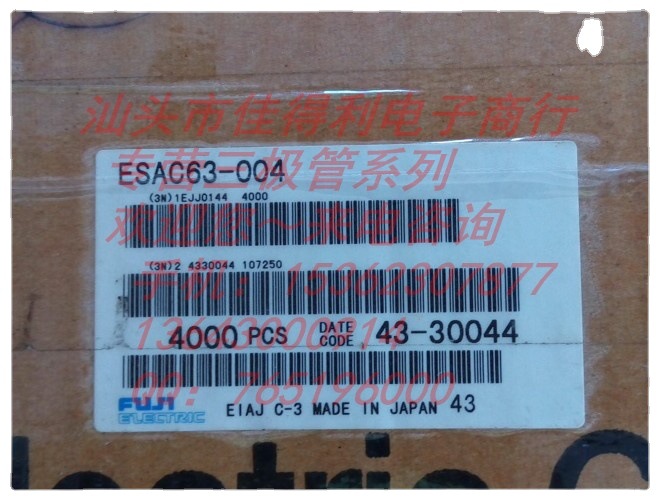 汕头市佳得利电子商行
专营二极管系列
欢迎您～来电咨询
手机：15362307877
QQ：765196000
ESAC63-004
(3N)1EJJ0144 4000
(3N)2 4330044 107250
4000 PCS DATE CODE 43-30044
FUJI ELECTRIC
EIAJ C-3 MADE IN JAPAN 43